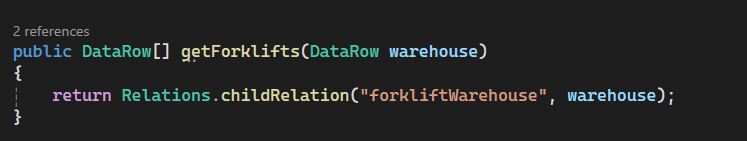 2 references
public DataRow[] getForklifts(DataRow warehouse)
{
return Relations.childRelation("forkliftWarehouse", warehouse);
}